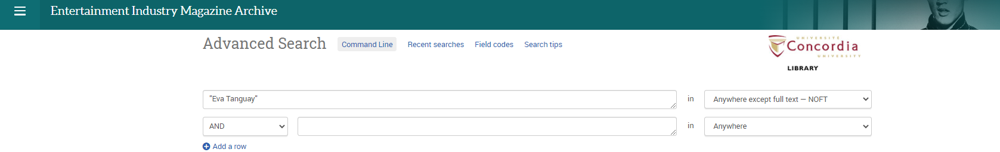 Entertainment Industry Magazine Archive
Advanced Search Command Line Recent searches Field codes Search tips
UNIVERSITÉ
Concordia
UNIVERSITY
LIBRARY
"Eva Tanguay" in Anywhere except full text — NOFT
AND in Anywhere
Add a row